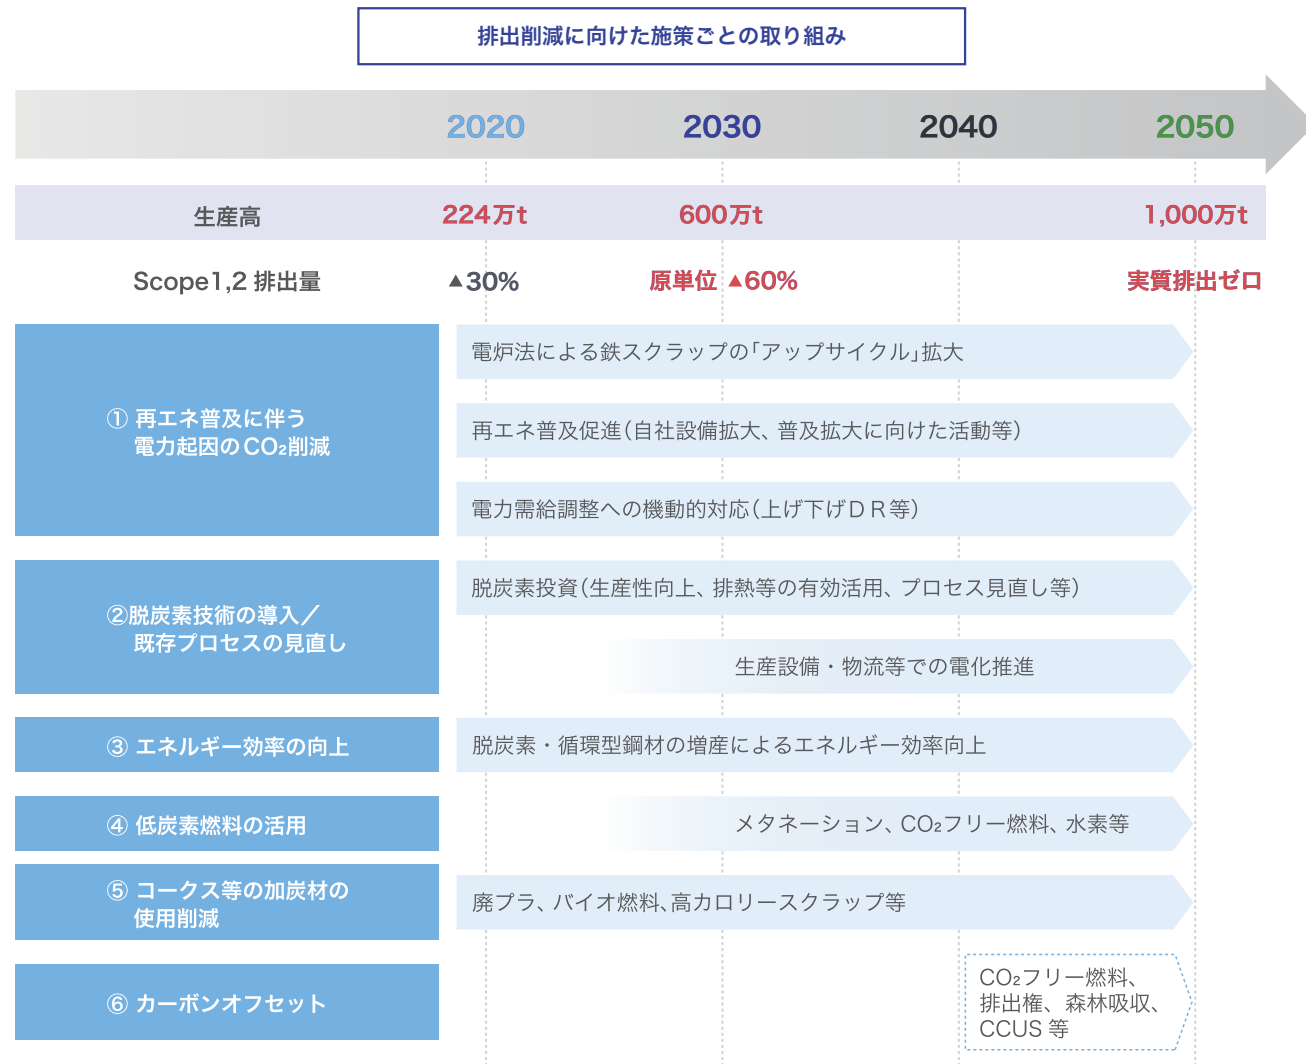 排出削減に向けた施策ごとの取り組み
2020 2030 2040 2050
生産高 224万t 600万t 1,000万t
Scope1,2 排出量 ▲30% 原単位 ▲60% 実質排出ゼロ
① 再エネ普及に伴う
電力起因のCO₂削減
電炉法による鉄スクラップの「アップサイクル」拡大
再エネ普及促進(自社設備拡大、普及拡大に向けた活動等)
電力需給調整への機動的対応(上げ下げＤＲ等)
②脱炭素技術の導入／
既存プロセスの見直し
脱炭素投資(生産性向上、排熱等の有効活用、プロセス見直し等)
生産設備・物流等での電化推進
③ エネルギー効率の向上
脱炭素・循環型鋼材の増産によるエネルギー効率向上
④ 低炭素燃料の活用
メタネーション、CO₂フリー燃料、水素等
⑤ コークス等の加炭材の
使用削減
廃プラ、バイオ燃料、高カロリースクラップ等
⑥ カーボンオフセット
CO₂フリー燃料、
排出権、森林吸収、
CCUS 等